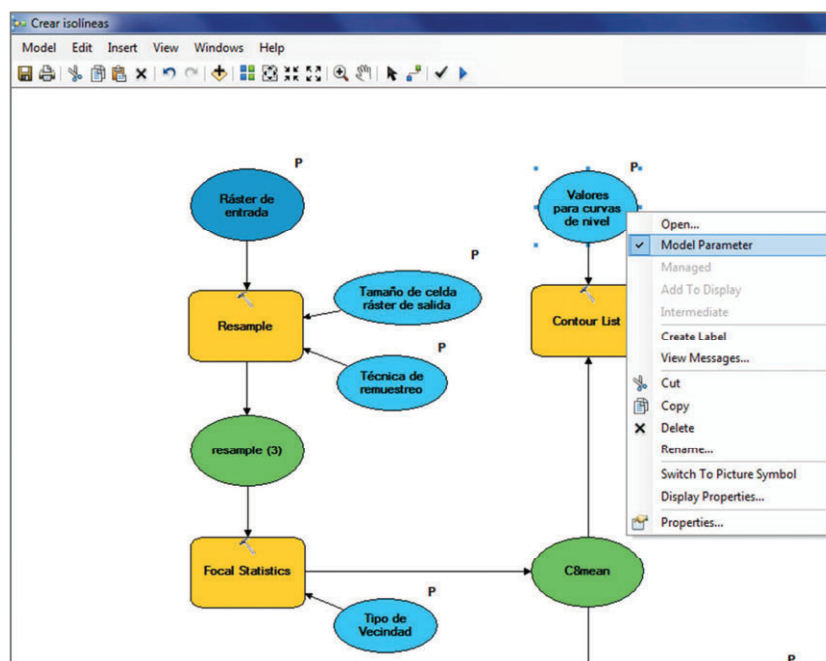 Crear isolíneas
Model Edit Insert View Windows Help
P
Ráster de
entrada
P
Valores
para curvas
de nivel
Open...
Model Parameter
Managed
Add To Display
Intermediate
Create Label
View Messages...
Cut
Copy
Delete
Rename...
Switch To Picture Symbol
Display Properties...
Properties...
P
Tamaño de celda
ráster de salida
Resample
Contour List
P
Técnica de
remuestreo
resample (3)
Focal Statistics
C&mean
P
Tipo de
Vecindad
P